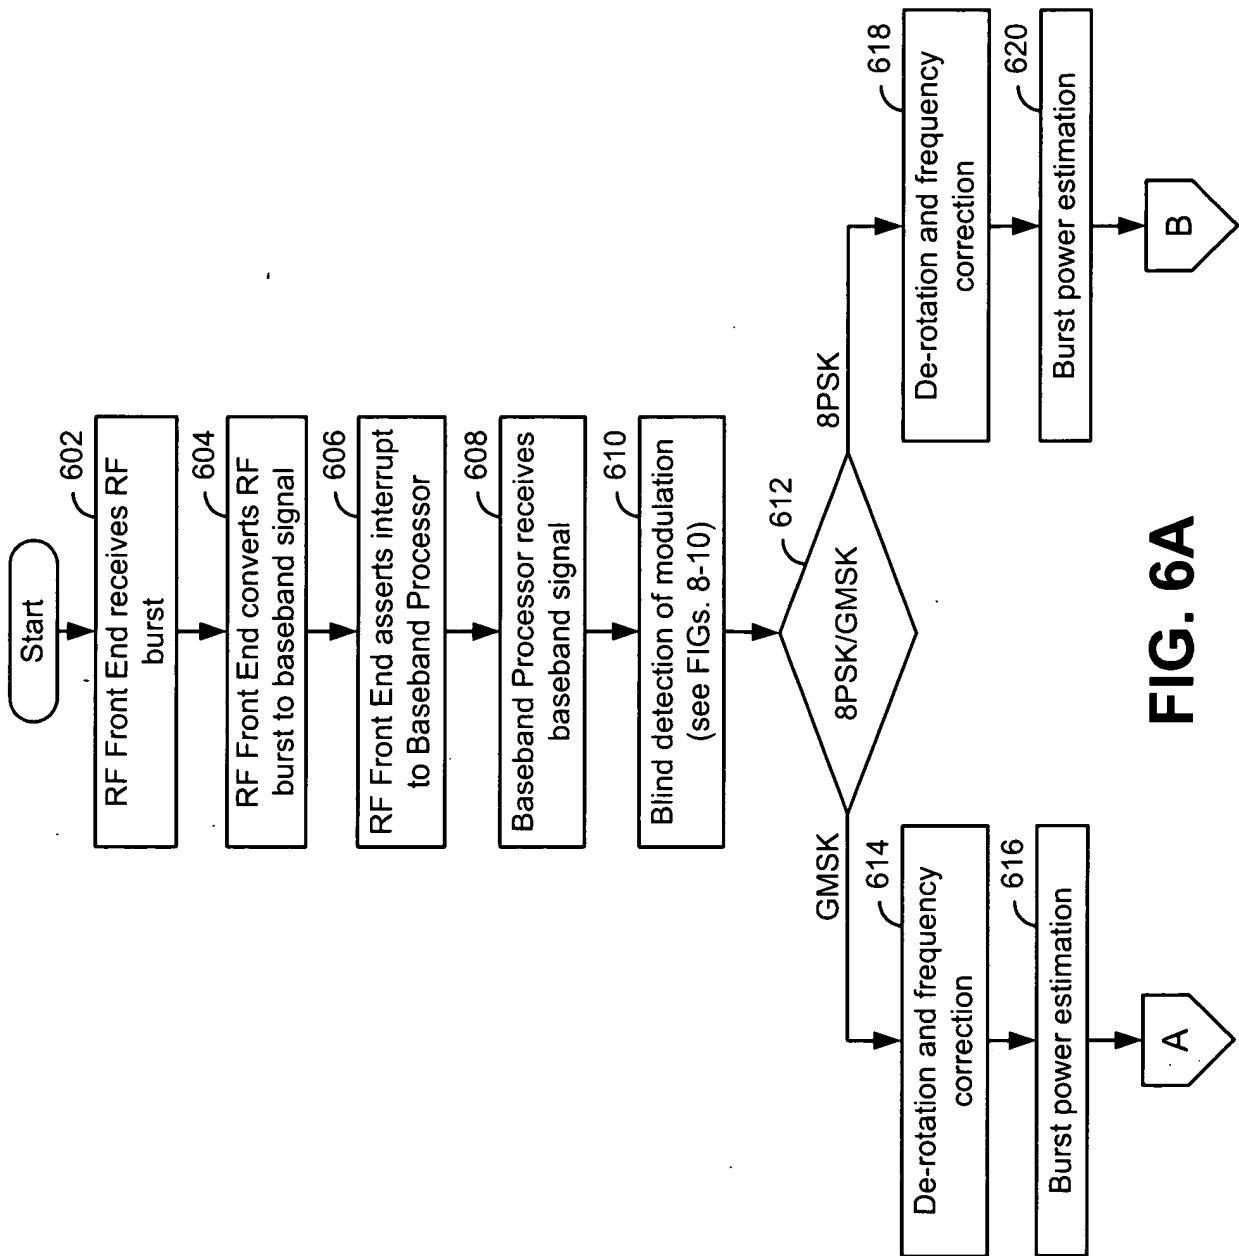 Start
602
RF Front End receives RF
burst
604
RF Front End converts RF
burst to baseband signal
606
RF Front End asserts interrupt
to Baseband Processor
608
Baseband Processor receives
baseband signal
610
Blind detection of modulation
(see FIGs. 8-10)
612
8PSK/GMSK
GMSK
8PSK
614
De-rotation and frequency
correction
616
Burst power estimation
A
618
De-rotation and frequency
correction
620
Burst power estimation
B
FIG. 6A